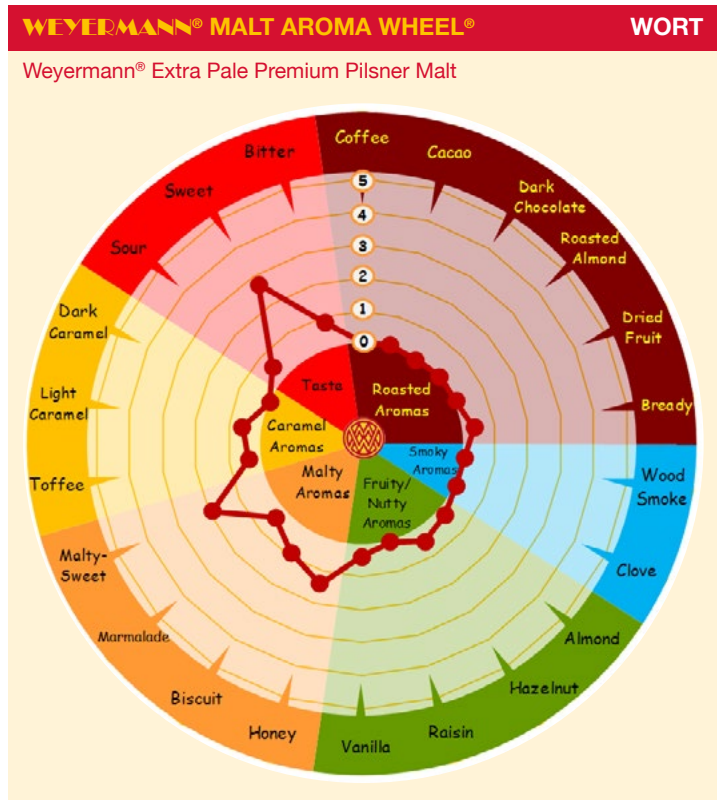 WEYERMANN® MALT AROMA WHEEL® WORT
Weyermann® Extra Pale Premium Pilsner Malt
Coffee
Cacao
Dark
Chocolate
Roasted
Almond
Dried
Fruit
Bready
Wood
Smoke
Clove
Almond
Hazelnut
Raisin
Vanilla
Honey
Biscuit
Marmalade
Malty-
Sweet
Toffee
Light
Caramel
Dark
Caramel
Sour
Sweet
Bitter
5
4
3
2
1
0
Taste
Roasted
Aromas
Caramel
Aromas
Smoky
Aromas
Malty
Aromas
Fruity/
Nutty
Aromas